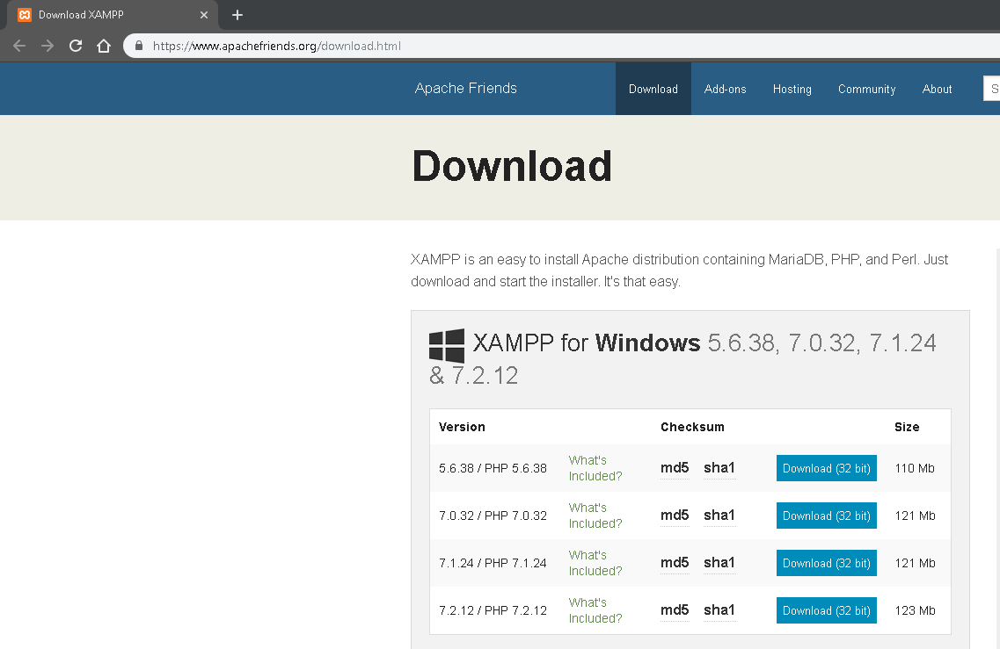 Download XAMPP
https://www.apachefriends.org/download.html
Apache Friends Download Add-ons Hosting Community About S
Download
XAMPP is an easy to install Apache distribution containing MariaDB, PHP, and Perl. Just
download and start the installer. It's that easy.
XAMPP for Windows 5.6.38, 7.0.32, 7.1.24
& 7.2.12
Version Checksum Size
5.6.38 / PHP 5.6.38 What's Included? md5 sha1 Download (32 bit) 110 Mb
7.0.32 / PHP 7.0.32 What's Included? md5 sha1 Download (32 bit) 121 Mb
7.1.24 / PHP 7.1.24 What's Included? md5 sha1 Download (32 bit) 121 Mb
7.2.12 / PHP 7.2.12 What's Included? md5 sha1 Download (32 bit) 123 Mb